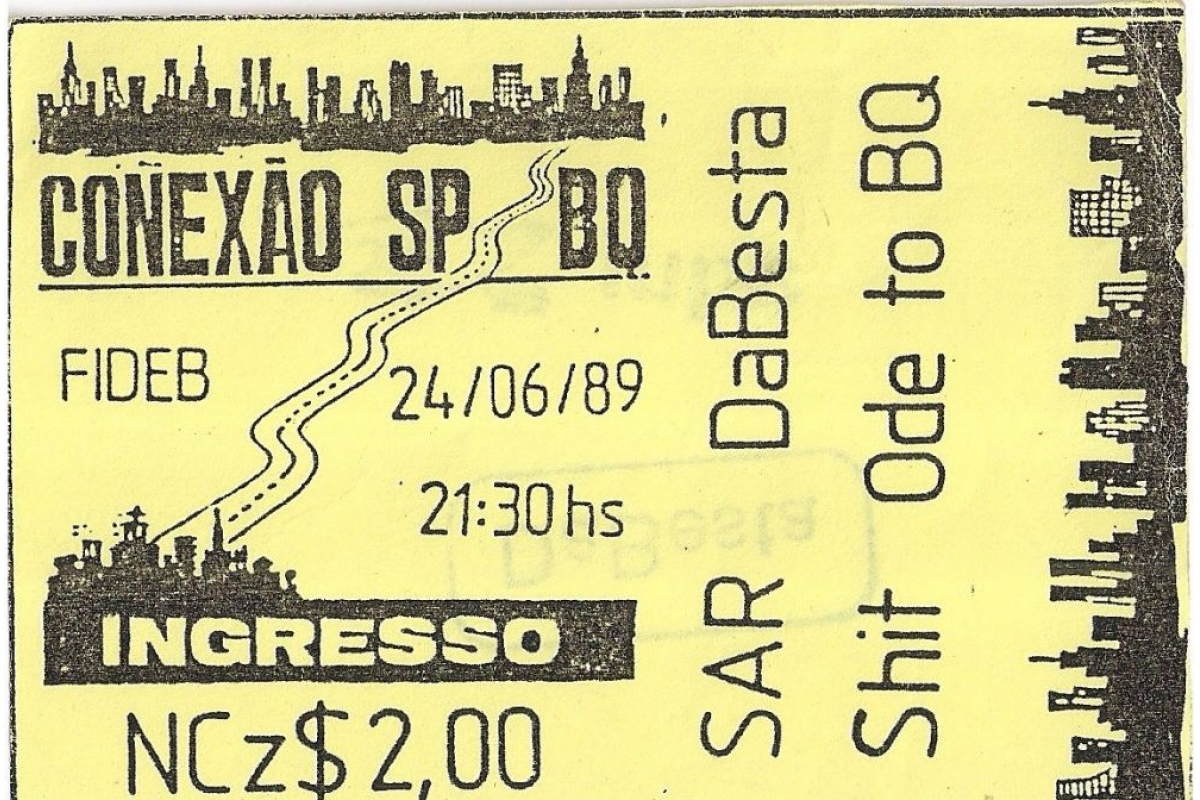 CONEXÃO SP BQ
FIDEB
24/06/89
21:30 hs
INGRESSO
NCz$ 2,00
SAR DaBesta
Shit Ode to BQ
DaBesta